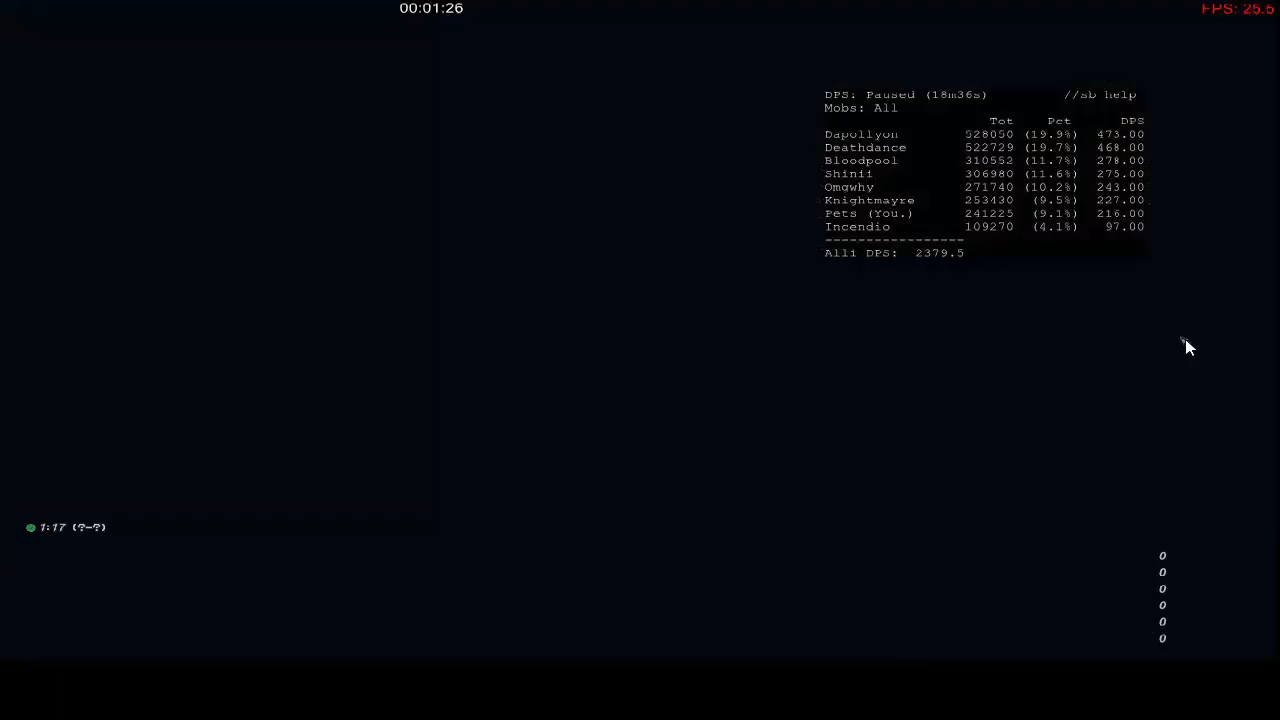 00:01:26
FPS: 25.5
DPS: Paused (18m36s) //sb help
Mobs: All
Tot Pct DPS
Dapollyon 528050 (19.9%) 473.00
Deathdance 522729 (19.7%) 468.00
Bloodpool 310552 (11.7%) 278.00
Shinii 306980 (11.6%) 275.00
Omgwhy 271740 (10.2%) 243.00
Knightmayre 253430 (9.5%) 227.00
Pets (You.) 241225 (9.1%) 216.00
Incendio 109270 (4.1%) 97.00
-----------------
Alli DPS: 2379.5
1:17 (?-?)
0
0
0
0
0
0